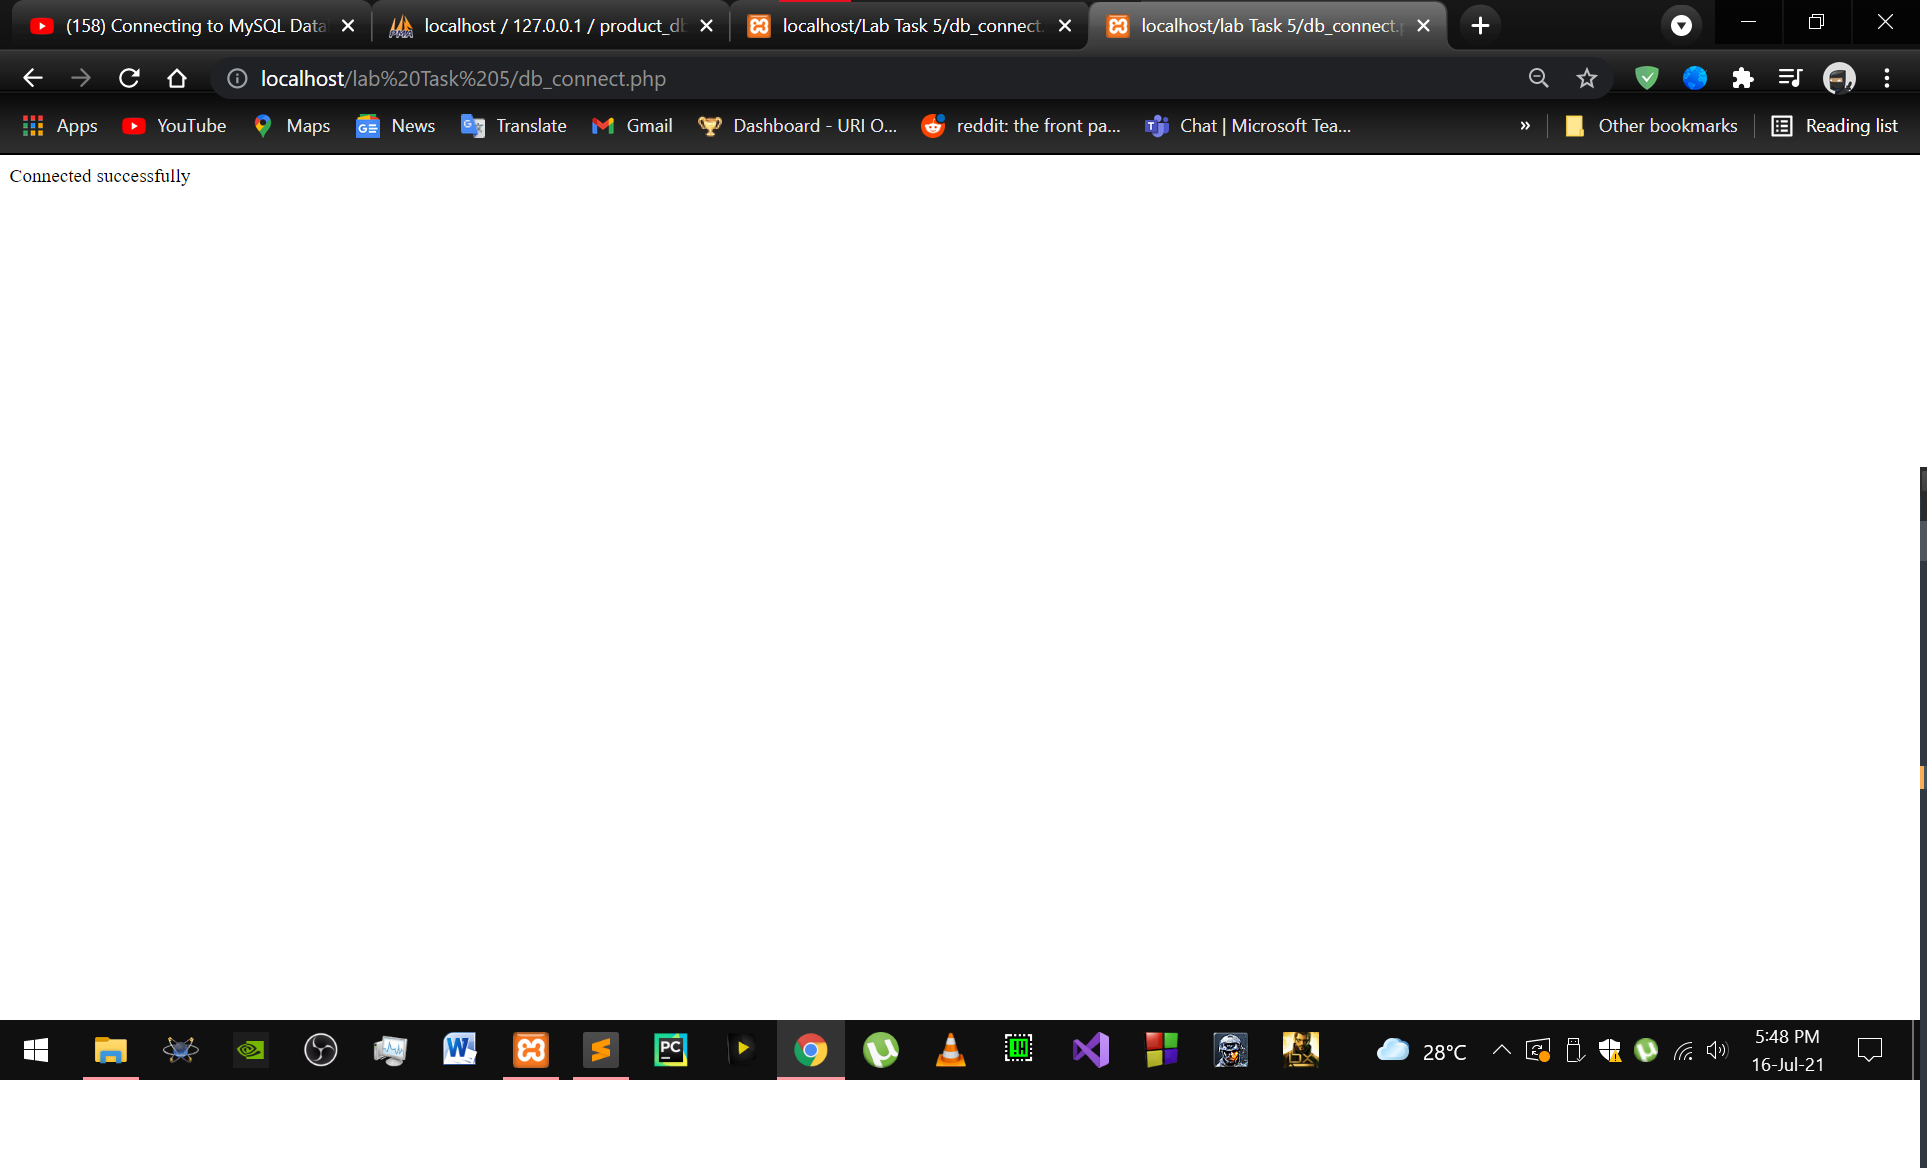 (158) Connecting to MySQL Data
localhost / 127.0.0.1 / product_db
localhost/Lab Task 5/db_connect.
localhost/lab Task 5/db_connect.p
localhost/lab%20Task%205/db_connect.php
Apps
YouTube
Maps
News
Translate
Gmail
Dashboard - URI O...
reddit: the front pa...
Chat | Microsoft Tea...
»
Other bookmarks
Reading list
Connected successfully
28°C
5:48 PM
16-Jul-21